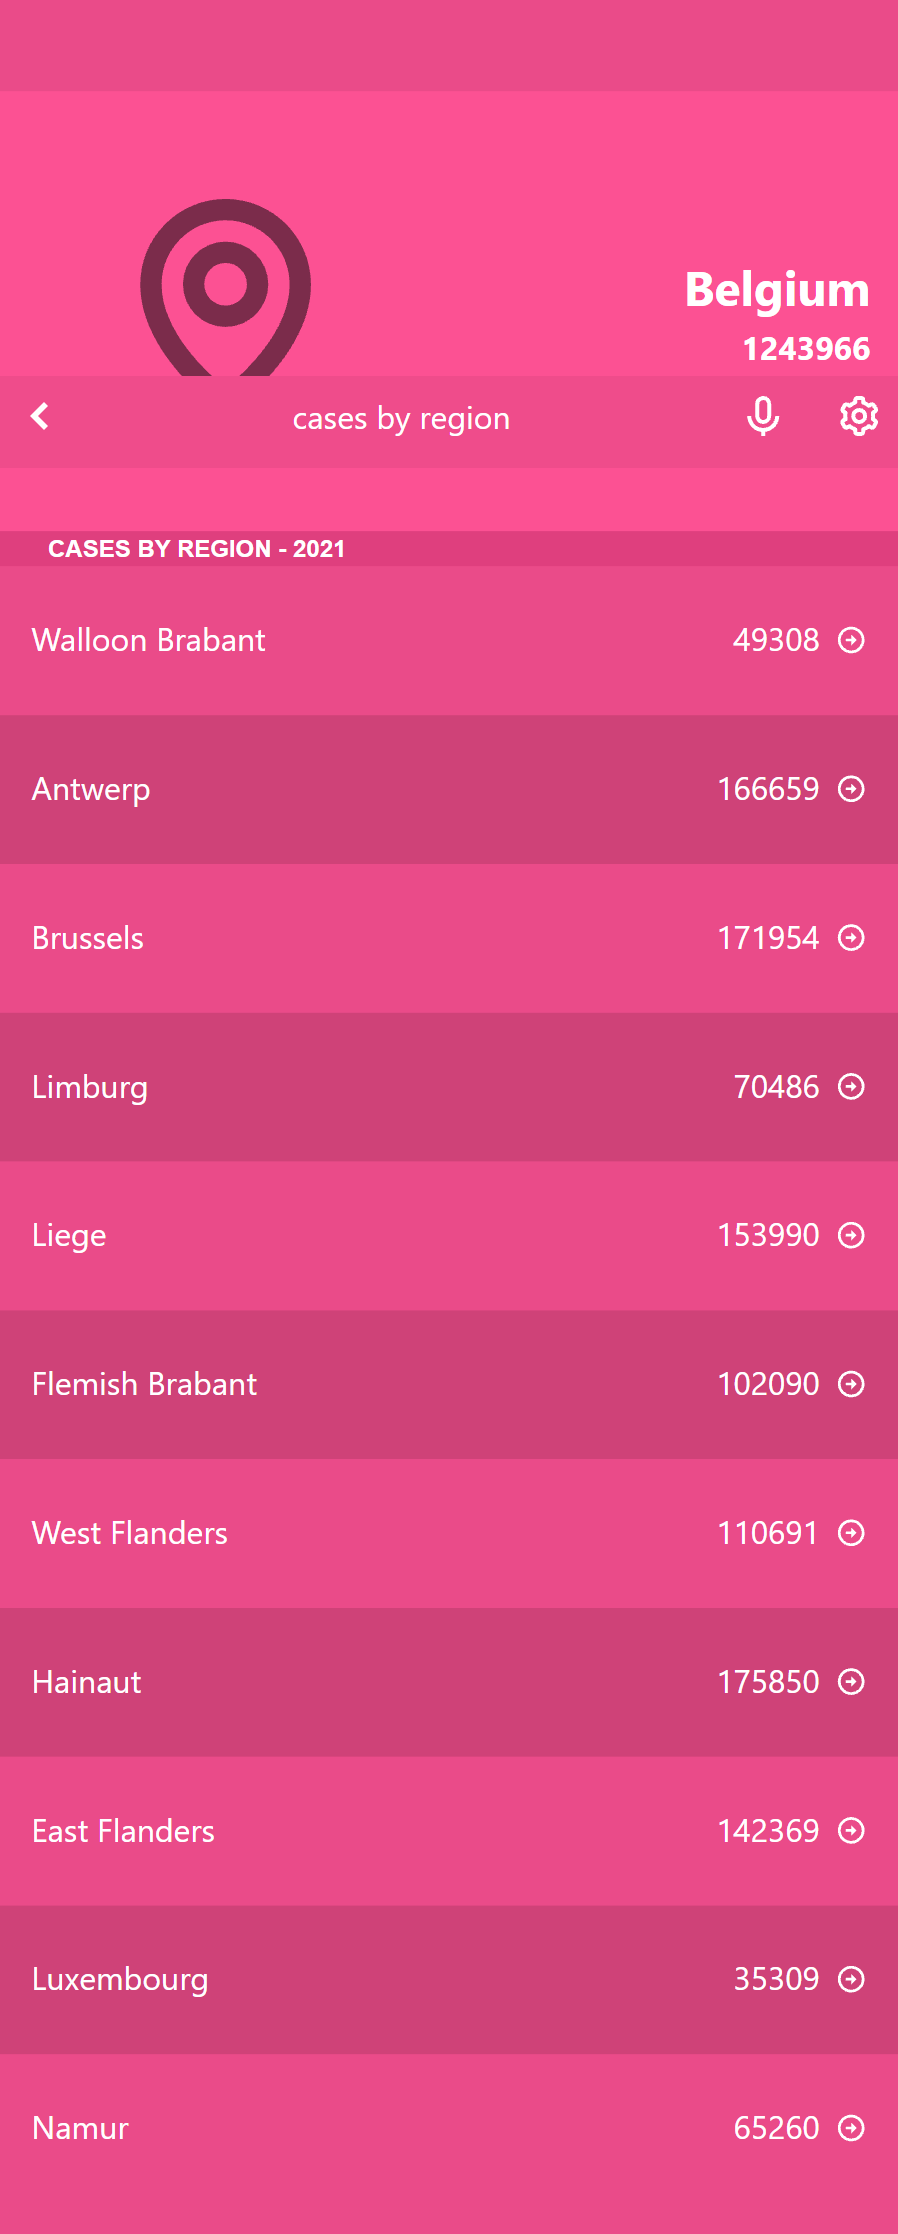 Belgium
1243966
cases by region
CASES BY REGION - 2021
Walloon Brabant 49308
Antwerp 166659
Brussels 171954
Limburg 70486
Liege 153990
Flemish Brabant 102090
West Flanders 110691
Hainaut 175850
East Flanders 142369
Luxembourg 35309
Namur 65260